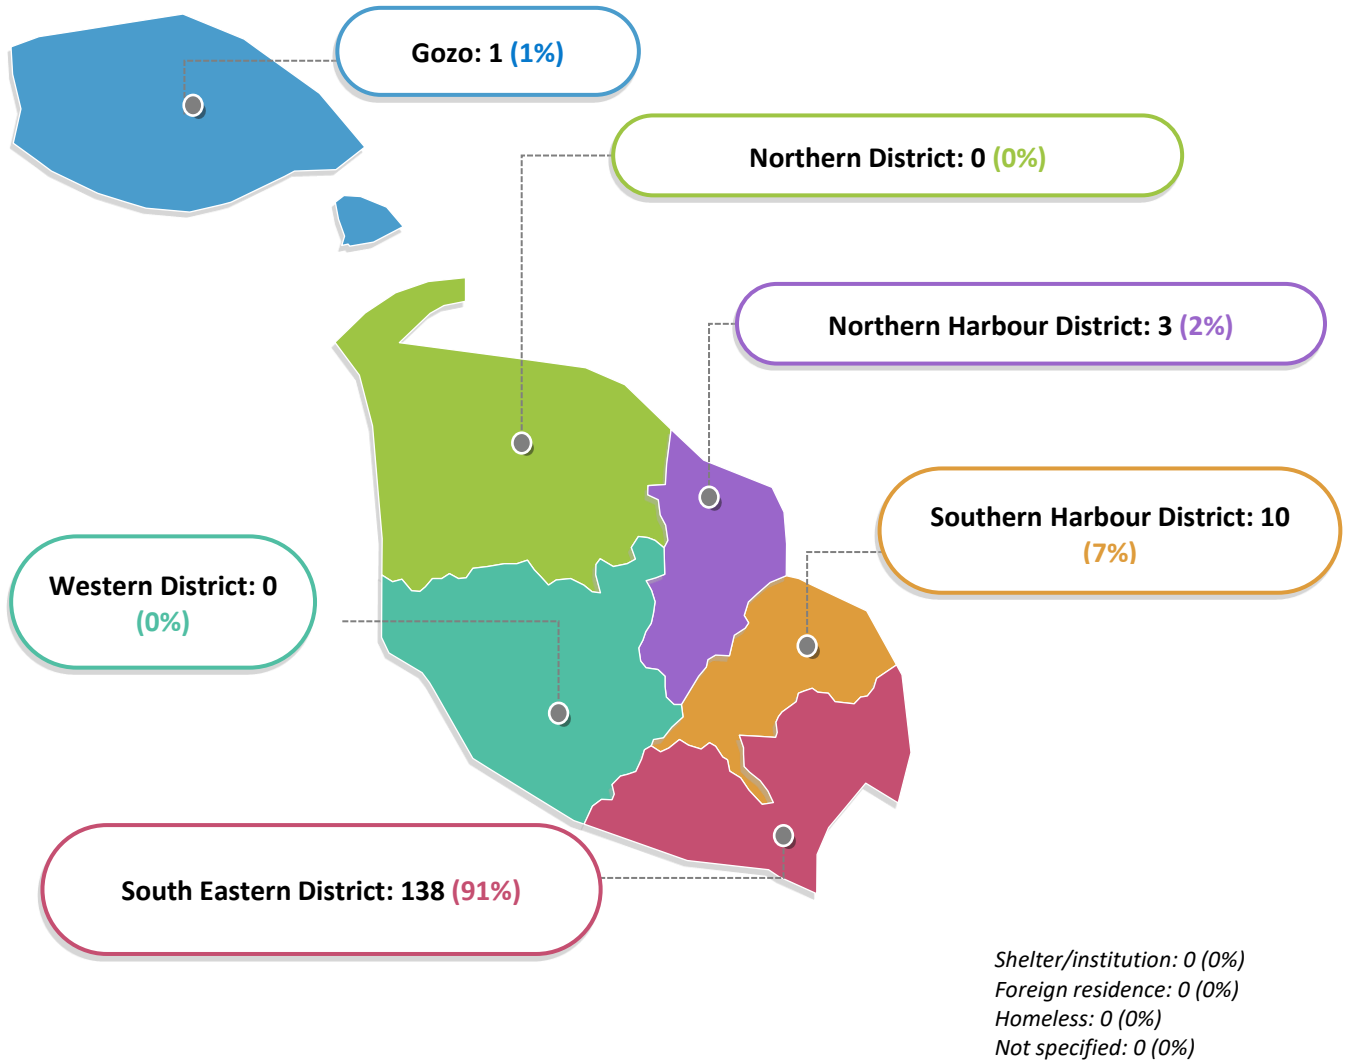 Gozo: 1 (1%)
Northern District: 0 (0%)
Northern Harbour District: 3 (2%)
Southern Harbour District: 10
(7%)
Western District: 0
(0%)
South Eastern District: 138 (91%)
Shelter/institution: 0 (0%)
Foreign residence: 0 (0%)
Homeless: 0 (0%)
Not specified: 0 (0%)